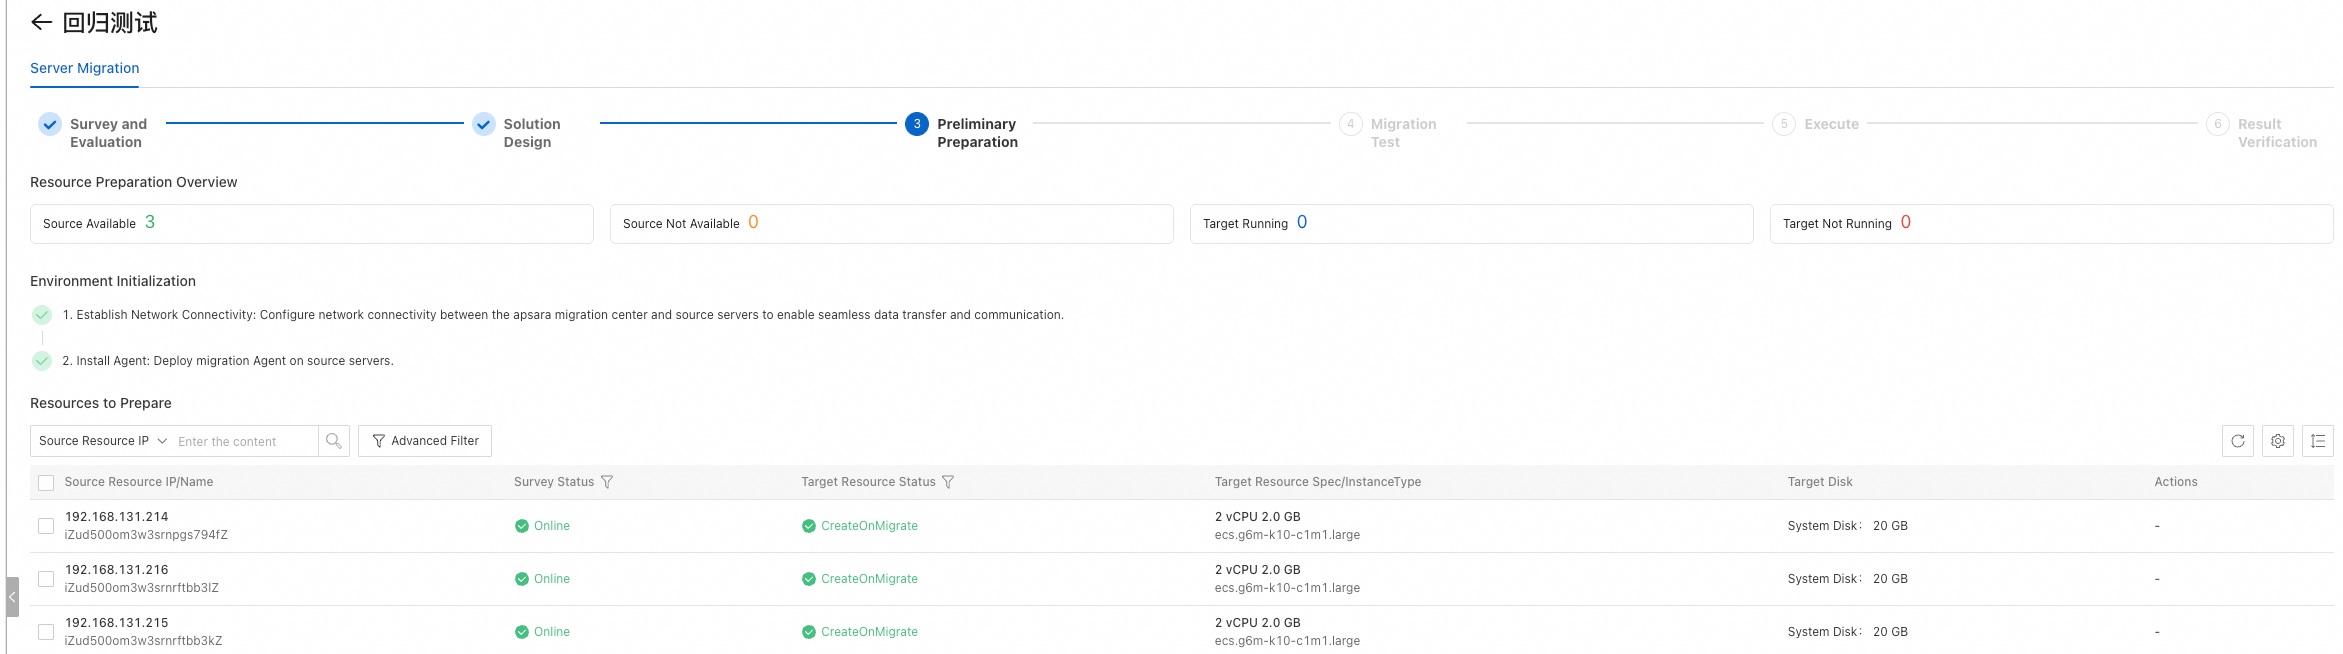 回归测试
Server Migration
Survey and
Evaluation
Solution
Design
3 Preliminary
Preparation
4 Migration
Test
5 Execute
6 Result
Verification
Resource Preparation Overview
Source Available 3
Source Not Available 0
Target Running 0
Target Not Running 0
Environment Initialization
1. Establish Network Connectivity: Configure network connectivity between the apsara migration center and source servers to enable seamless data transfer and communication.
2. Install Agent: Deploy migration Agent on source servers.
Resources to Prepare
Source Resource IP Enter the content Advanced Filter
Source Resource IP/Name Survey Status Target Resource Status Target Resource Spec/InstanceType Target Disk Actions
192.168.131.214
iZud500om3w3srnpgs794fZ
Online
CreateOnMigrate
2 vCPU 2.0 GB
ecs.g6m-k10-c1m1.large
System Disk： 20 GB
-
192.168.131.216
iZud500om3w3srnrftbb3lZ
Online
CreateOnMigrate
2 vCPU 2.0 GB
ecs.g6m-k10-c1m1.large
System Disk： 20 GB
-
192.168.131.215
iZud500om3w3srnrftbb3kZ
Online
CreateOnMigrate
2 vCPU 2.0 GB
ecs.g6m-k10-c1m1.large
System Disk： 20 GB
-